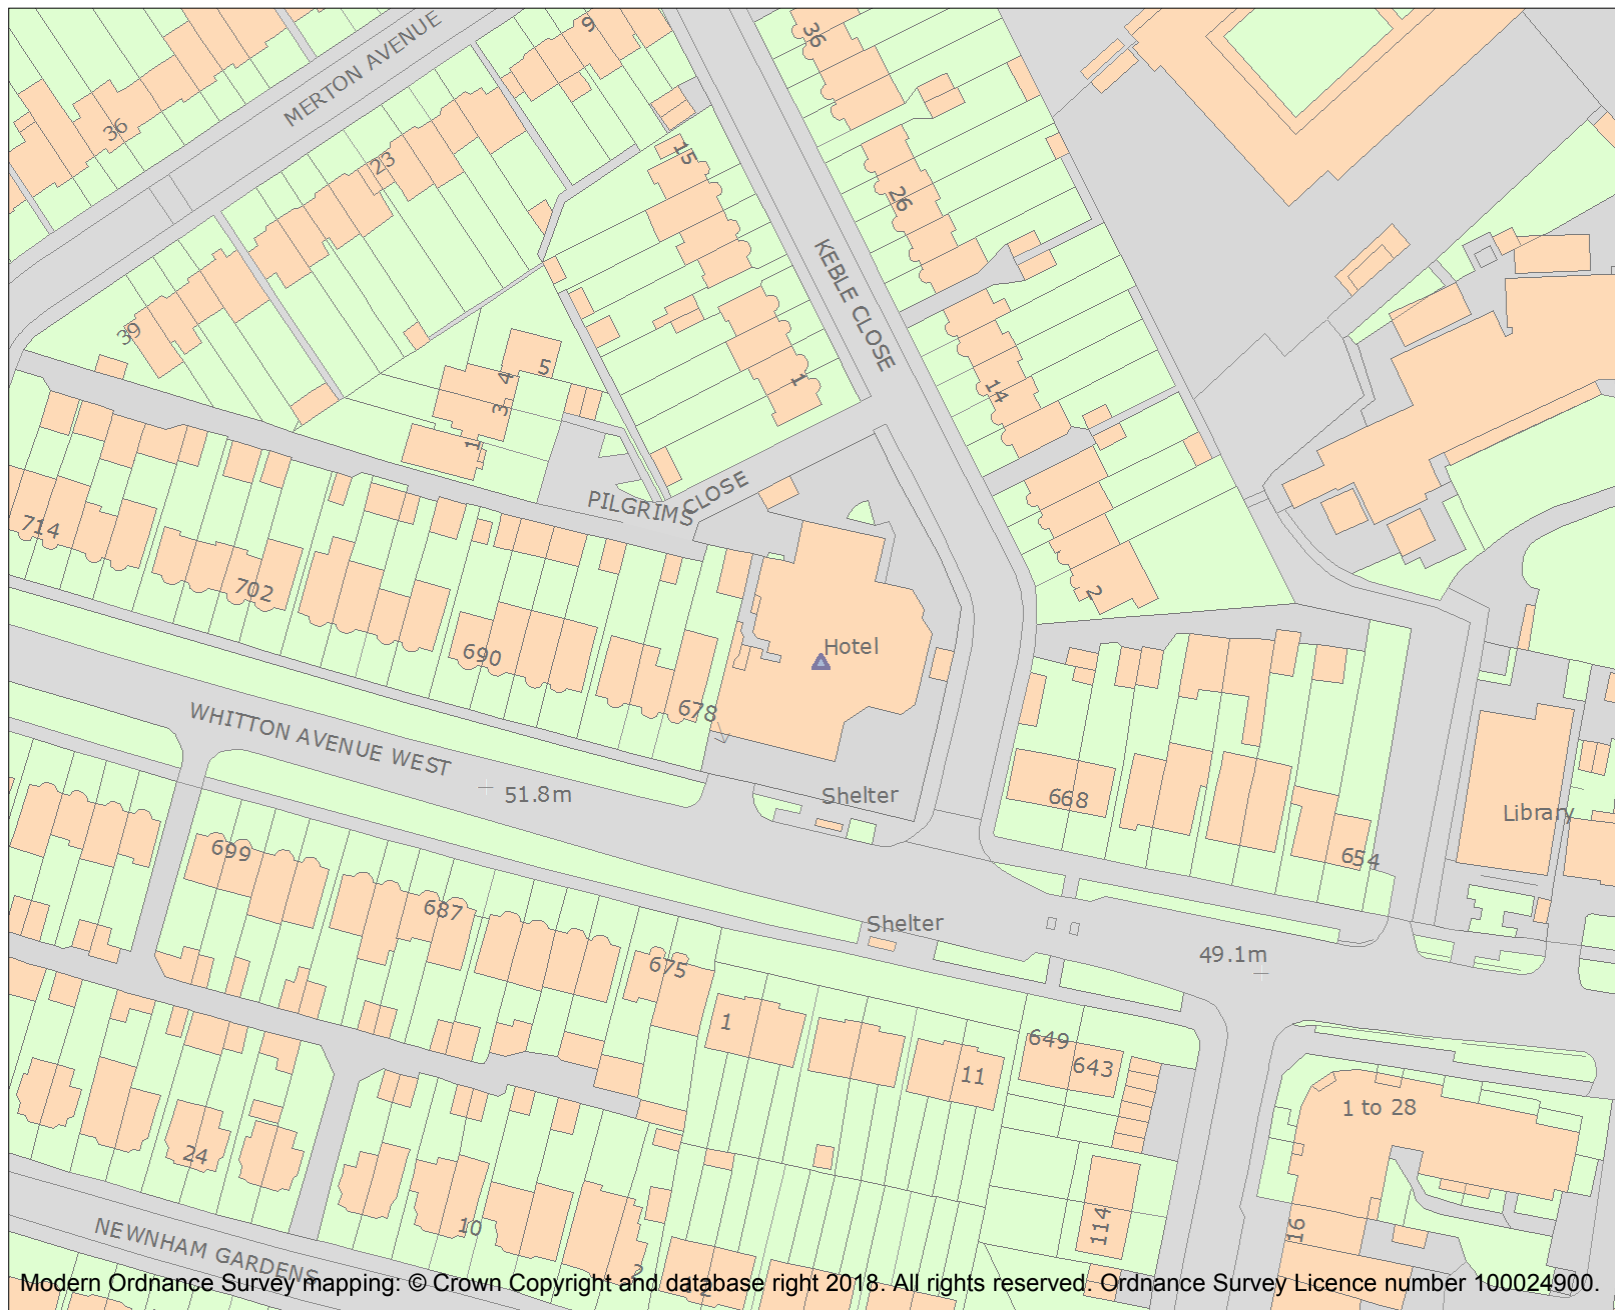 MERTON AVENUE
9
36
36
23
15
26
KEBLE CLOSE
39
5
4
3
1
1
14
PILGRIMS CLOSE
714
702
690
678
2
Hotel
WHITTON AVENUE WEST
51.8m
Shelter
668
654
Library
699
687
675
Shelter
49.1m
1
11
649
643
1 to 28
24
10
2
12
114
16
NEWNHAM GARDENS
Modern Ordnance Survey mapping: © Crown Copyright and database right 2018. All rights reserved. Ordnance Survey Licence number 100024900.